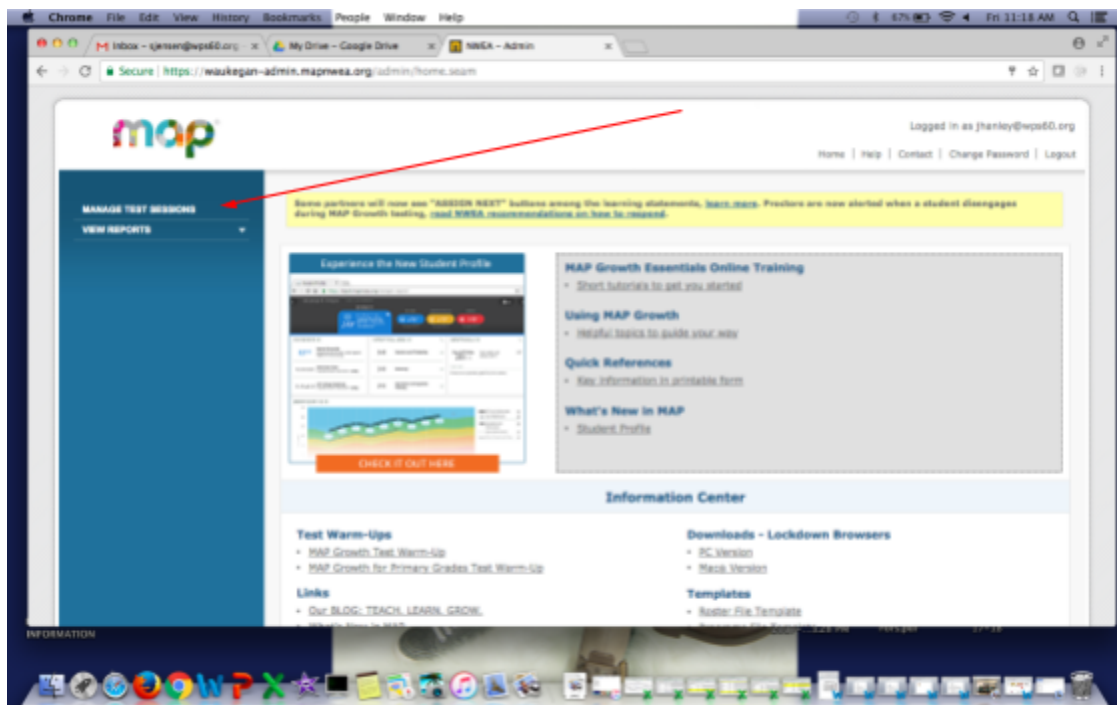 Chrome File Edit View History Bookmarks People Window Help
67% Fri 11:18 AM
Inbox - sjensen@wps60.org My Drive - Google Drive NWEA - Admin
Secure https://waukegan-admin.mapnwea.org/admin/home.seam
map
Logged in as jhanley@wps60.org
Home | Help | Contact | Change Password | Logout
MANAGE TEST SESSIONS
VIEW REPORTS
Some partners will now see "ASSIGN NEXT" buttons among the learning statements, learn more. Proctors are now alerted when a student disengages
during MAP Growth testing, read NWEA recommendations on how to respond.
Experience the New Student Profile
CHECK IT OUT HERE
MAP Growth Essentials Online Training
Short tutorials to get you started
Using MAP Growth
Helpful topics to guide your way
Quick References
Key information in printable form
What's New in MAP
Student Profile
Information Center
Test Warm-Ups
MAP Growth Test Warm-Up
MAP Growth for Primary Grades Test Warm-Up
Links
Our BLOG: TEACH. LEARN. GROW.
What's New in MAP
Downloads - Lockdown Browsers
PC Version
Macs Version
Templates
Roster File Template
Programs File Template
INFORMATION